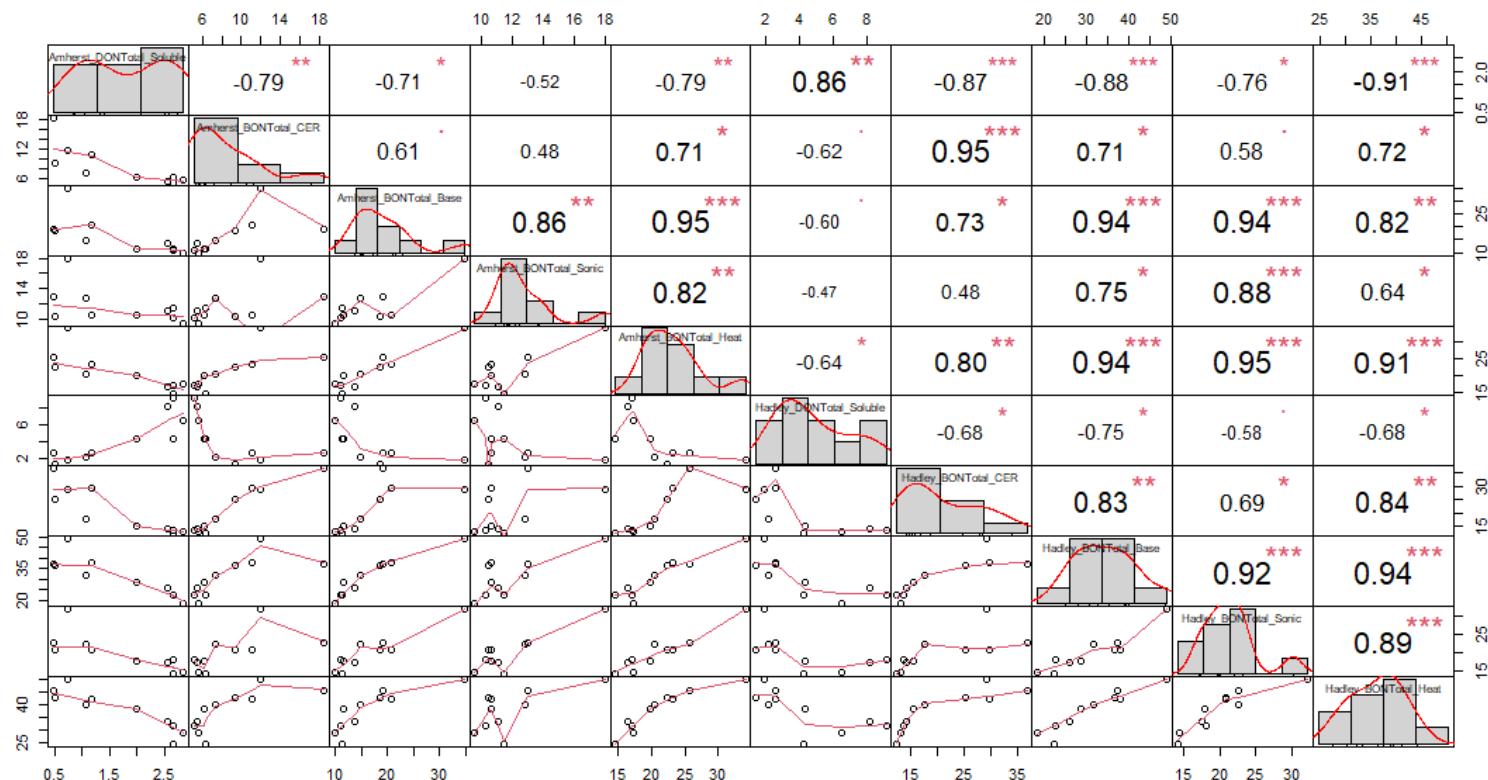 6 10 14 18 10 12 14 16 18 2 4 6 8 20 30 40 50 25 35 45
Amherst_DONTotal_Soluble -0.79 ** -0.71 * -0.52 -0.79 ** 0.86 ** -0.87 *** -0.88 *** -0.76 * -0.91 *** 0.5 2.0
6 12 18 Amherst_BONTotal_CER 0.61 . 0.48 0.71 * -0.62 . 0.95 *** 0.71 * 0.58 . 0.72 *
Amherst_BONTotal_Base 0.86 ** 0.95 *** -0.60 . 0.73 * 0.94 *** 0.94 *** 0.82 ** 10 25
10 14 18 Amherst_BONTotal_Sonic 0.82 ** -0.47 0.48 0.75 * 0.88 *** 0.64 *
Amherst_BONTotal_Heat -0.64 * 0.80 ** 0.94 *** 0.95 *** 0.91 *** 15 25
2 6 Hadley_DONTotal_Soluble -0.68 * -0.75 * -0.58 . -0.68 *
Hadley_BONTotal_CER 0.83 ** 0.69 * 0.84 ** 15 30
20 35 50 Hadley_BONTotal_Base 0.92 *** 0.94 ***
Hadley_BONTotal_Sonic 0.89 *** 15 25
25 40 Hadley_BONTotal_Heat
0.5 1.5 2.5 10 20 30 15 20 25 30 15 25 35 15 20 25 30